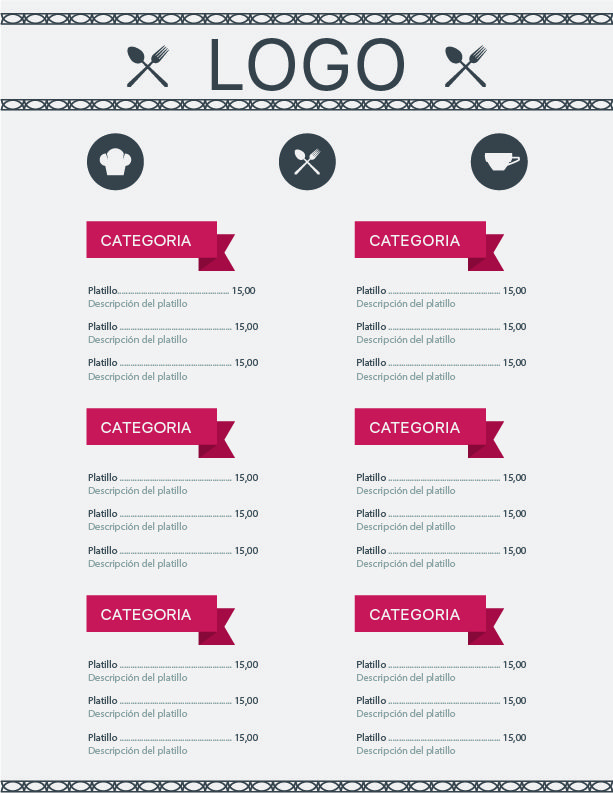 LOGO
CATEGORIA
Platillo.................................................... 15,00
Descripción del platillo
Platillo .................................................... 15,00
Descripción del platillo
Platillo .................................................... 15,00
Descripción del platillo
CATEGORIA
Platillo .................................................... 15,00
Descripción del platillo
Platillo .................................................... 15,00
Descripción del platillo
Platillo .................................................... 15,00
Descripción del platillo
CATEGORIA
Platillo .................................................... 15,00
Descripción del platillo
Platillo .................................................... 15,00
Descripción del platillo
Platillo .................................................... 15,00
Descripción del platillo
CATEGORIA
Platillo .................................................... 15,00
Descripción del platillo
Platillo .................................................... 15,00
Descripción del platillo
Platillo .................................................... 15,00
Descripción del platillo
CATEGORIA
Platillo .................................................... 15,00
Descripción del platillo
Platillo .................................................... 15,00
Descripción del platillo
Platillo .................................................... 15,00
Descripción del platillo
CATEGORIA
Platillo .................................................... 15,00
Descripción del platillo
Platillo .................................................... 15,00
Descripción del platillo
Platillo .................................................... 15,00
Descripción del platillo